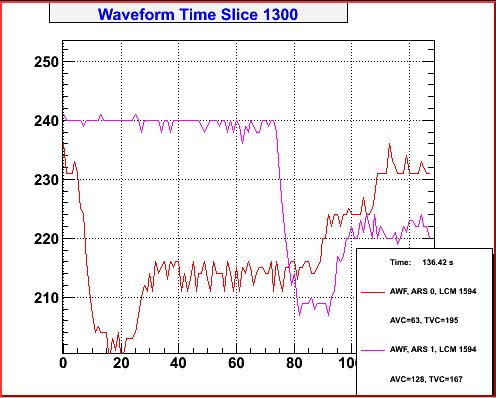 Waveform Time Slice 1300
250
240
230
220
210
0 20 40 60 80
Time: 136.42 s
AWF, ARS 0, LCM 1594
AVC=63, TVC=195
AWF, ARS 1, LCM 1594
AVC=128, TVC=167